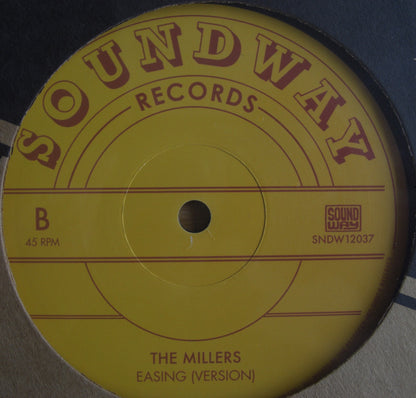 SOUNDWAY
RECORDS
B
45 RPM
SOUND
WAY
SNDW12037
THE MILLERS
EASING (VERSION)